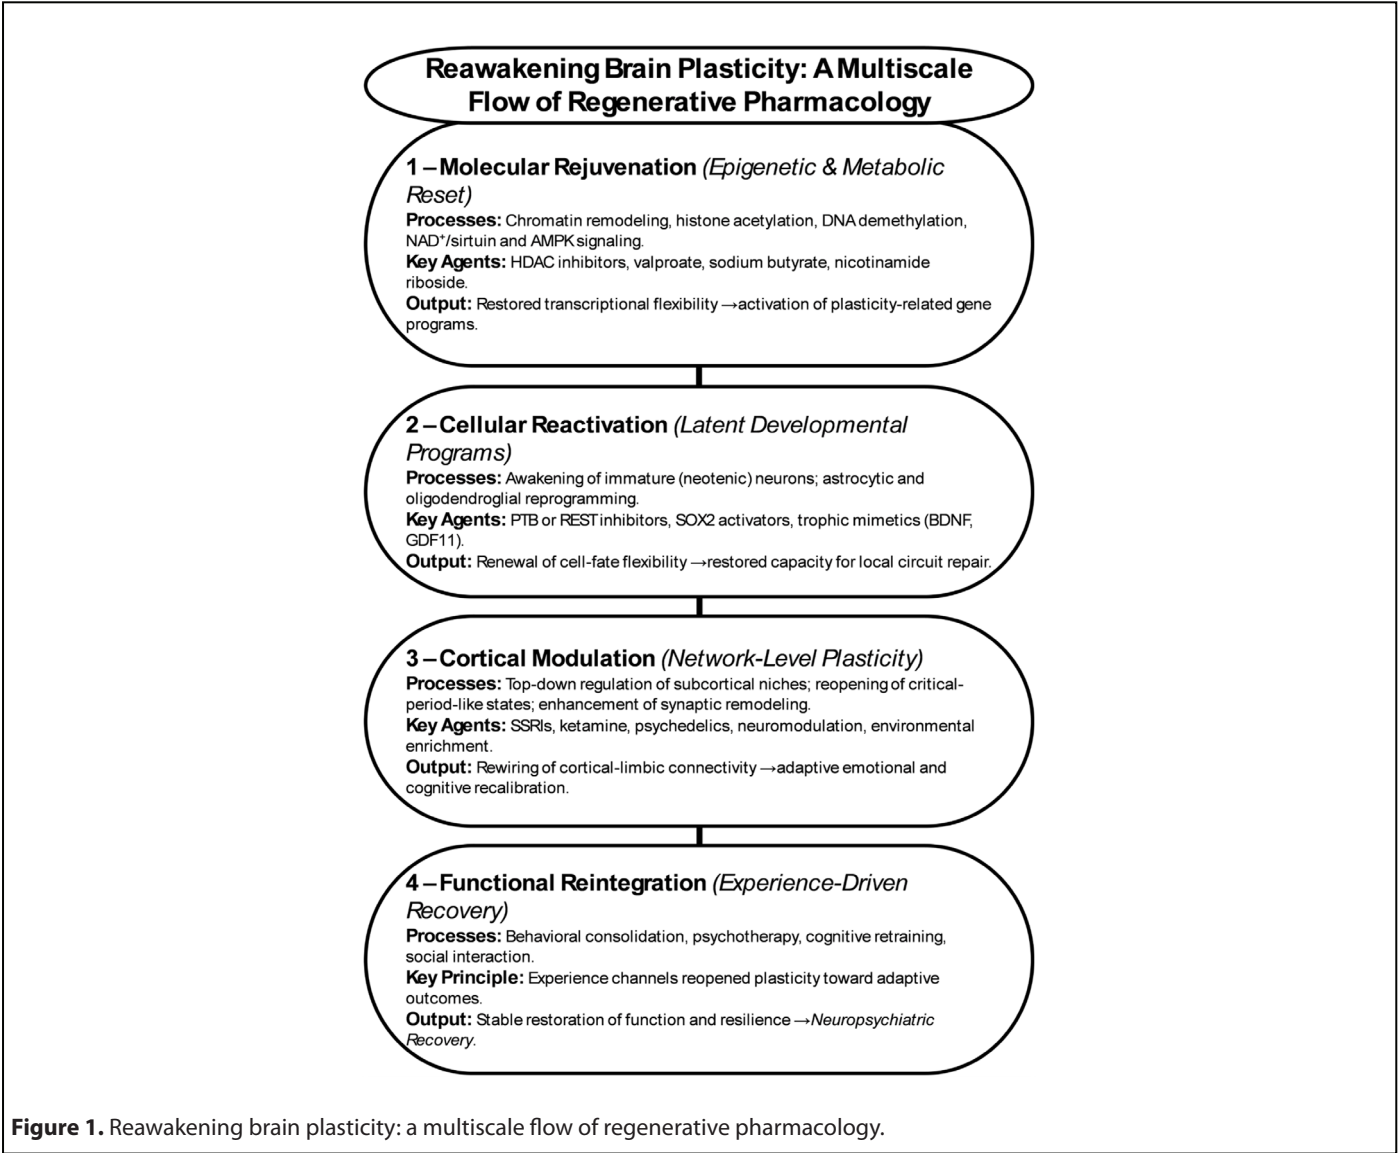 Reawakening Brain Plasticity: A Multiscale
Flow of Regenerative Pharmacology
1 – Molecular Rejuvenation (Epigenetic & Metabolic
Reset)
Processes: Chromatin remodeling, histone acetylation, DNA demethylation,
NAD⁺/sirtuin and AMPK signaling.
Key Agents: HDAC inhibitors, valproate, sodium butyrate, nicotinamide
riboside.
Output: Restored transcriptional flexibility →activation of plasticity-related gene
programs.
2 – Cellular Reactivation (Latent Developmental
Programs)
Processes: Awakening of immature (neotenic) neurons; astrocytic and
oligodendroglial reprogramming.
Key Agents: PTB or REST inhibitors, SOX2 activators, trophic mimetics (BDNF,
GDF11).
Output: Renewal of cell-fate flexibility →restored capacity for local circuit repair.
3 – Cortical Modulation (Network-Level Plasticity)
Processes: Top-down regulation of subcortical niches; reopening of critical-
period-like states; enhancement of synaptic remodeling.
Key Agents: SSRIs, ketamine, psychedelics, neuromodulation, environmental
enrichment.
Output: Rewiring of cortical-limbic connectivity →adaptive emotional and
cognitive recalibration.
4 – Functional Reintegration (Experience-Driven
Recovery)
Processes: Behavioral consolidation, psychotherapy, cognitive retraining,
social interaction.
Key Principle: Experience channels reopened plasticity toward adaptive
outcomes.
Output: Stable restoration of function and resilience →Neuropsychiatric
Recovery.
Figure 1. Reawakening brain plasticity: a multiscale flow of regenerative pharmacology.